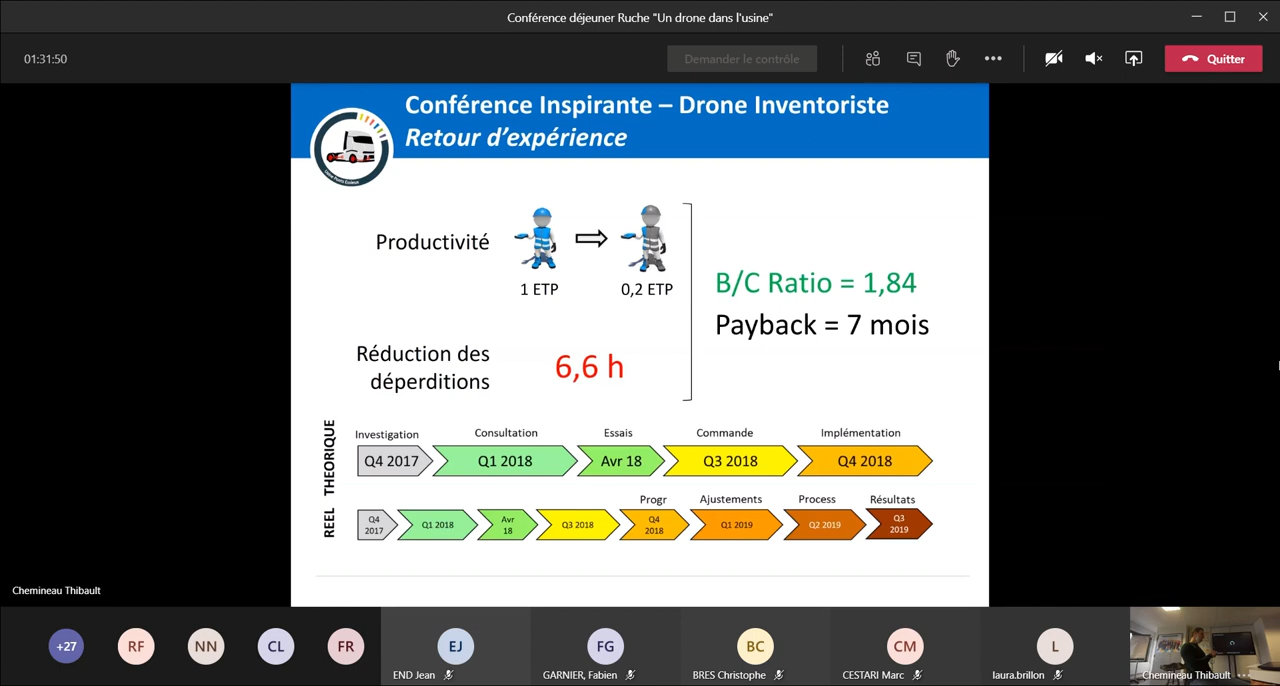 Conférence déjeuner Ruche "Un drone dans l'usine"
01:31:50
Demander le contrôle
Quitter
Conférence Inspirante – Drone Inventoriste
Retour d'expérience
Productivité
1 ETP
0,2 ETP
B/C Ratio = 1,84
Payback = 7 mois
Réduction des
déperditions
6,6 h
THEORIQUE
Investigation
Consultation
Essais
Commande
Implémentation
Q4 2017
Q1 2018
Avr 18
Q3 2018
Q4 2018
REEL
Progr
Ajustements
Process
Résultats
Q4
2017
Q1 2018
Avr
18
Q3 2018
Q4
2018
Q1 2019
Q2 2019
Q3
2019
Chemineau Thibault
+27
RF
NN
CL
FR
EJ
END Jean
FG
GARNIER, Fabien
BC
BRES Christophe
CM
CESTARI Marc
L
laura.brillon
Chemineau Thibault